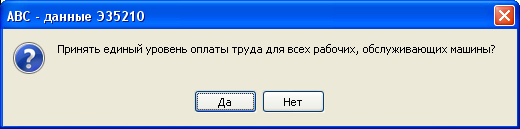 АВС - данные Э35210
Принять единый уровень оплаты труда для всех рабочих, обслуживающих машины?
Да
Нет